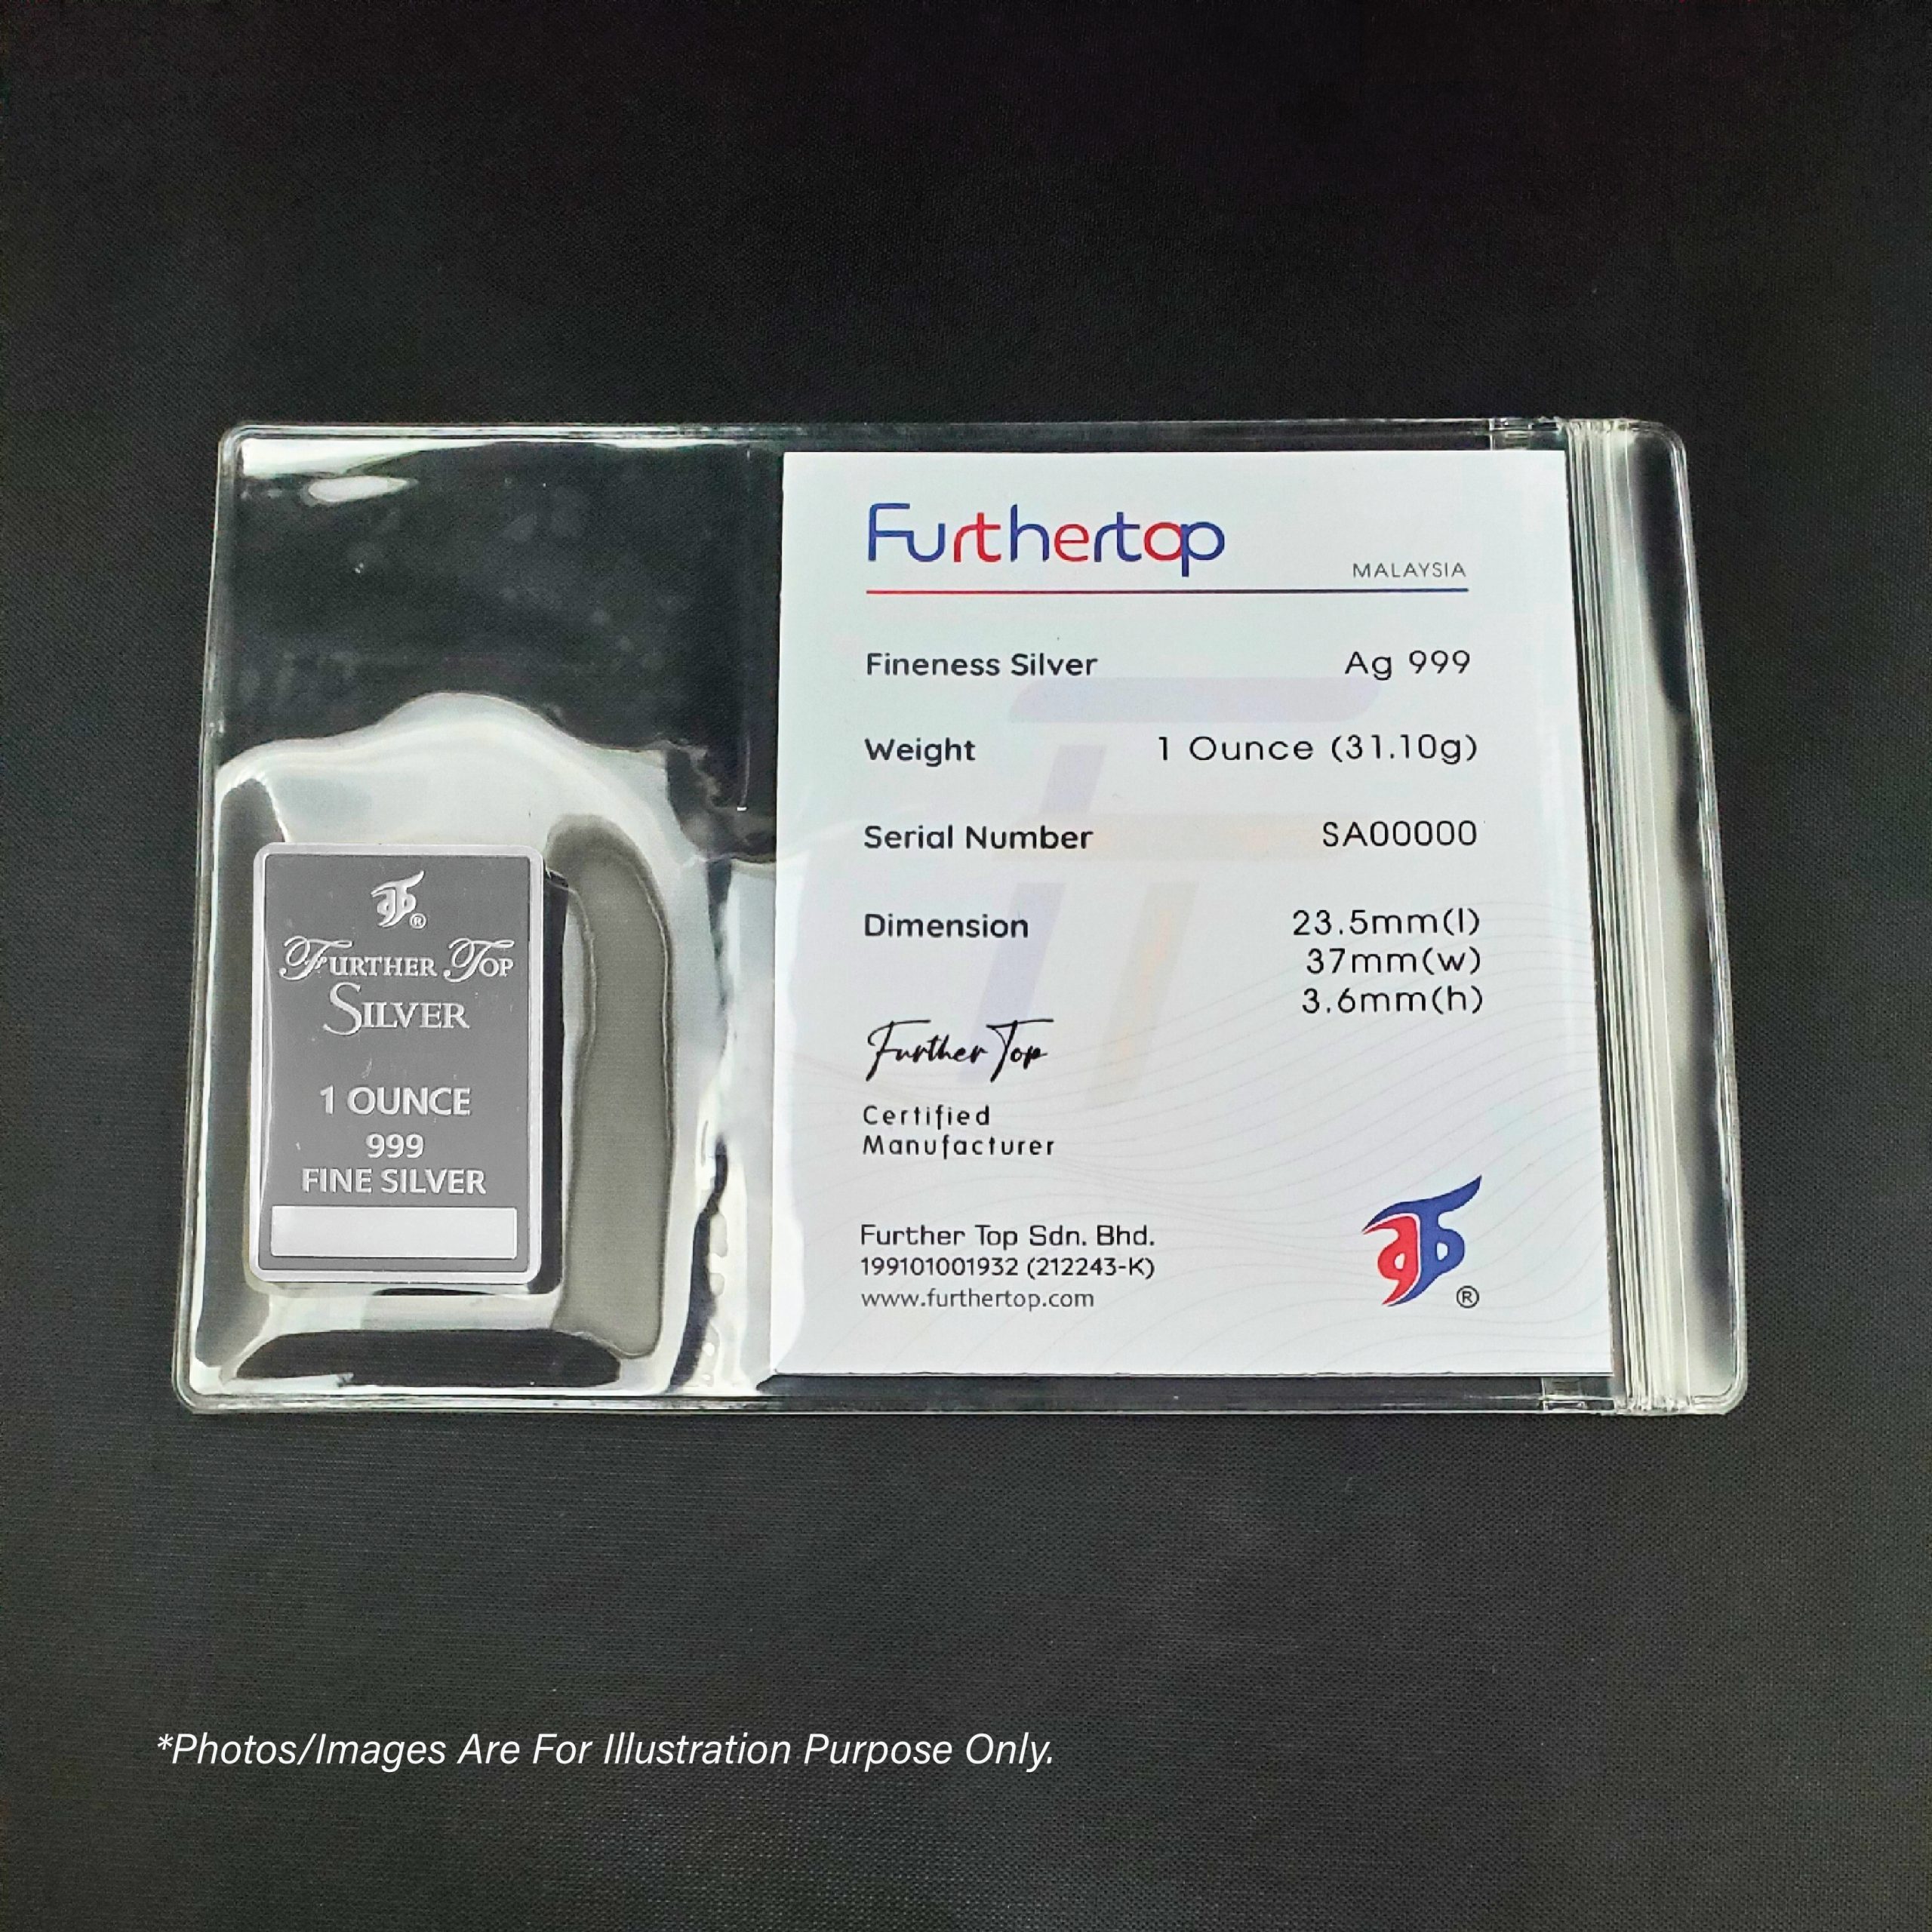 FURTHER TOP
SILVER
1 OUNCE
999
FINE SILVER
Furthertop
MALAYSIA
Fineness Silver Ag 999
Weight 1 Ounce (31.10g)
Serial Number SA00000
Dimension 23.5mm(l)
37mm(w)
3.6mm(h)
Further Top
Certified
Manufacturer
Further Top Sdn. Bhd.
199101001932 (212243-K)
www.furthertop.com
®
*Photos/Images Are For Illustration Purpose Only.